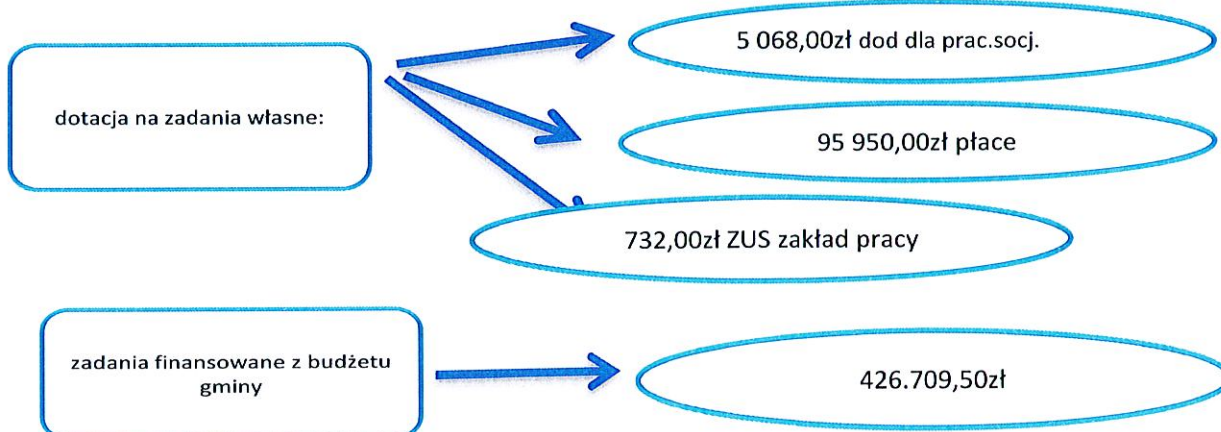 dotacja na zadania własne:
5 068,00zł dod dla prac.socj.
95 950,00zł płace
732,00zł ZUS zakład pracy
zadania finansowane z budżetu
gminy
426.709,50zł